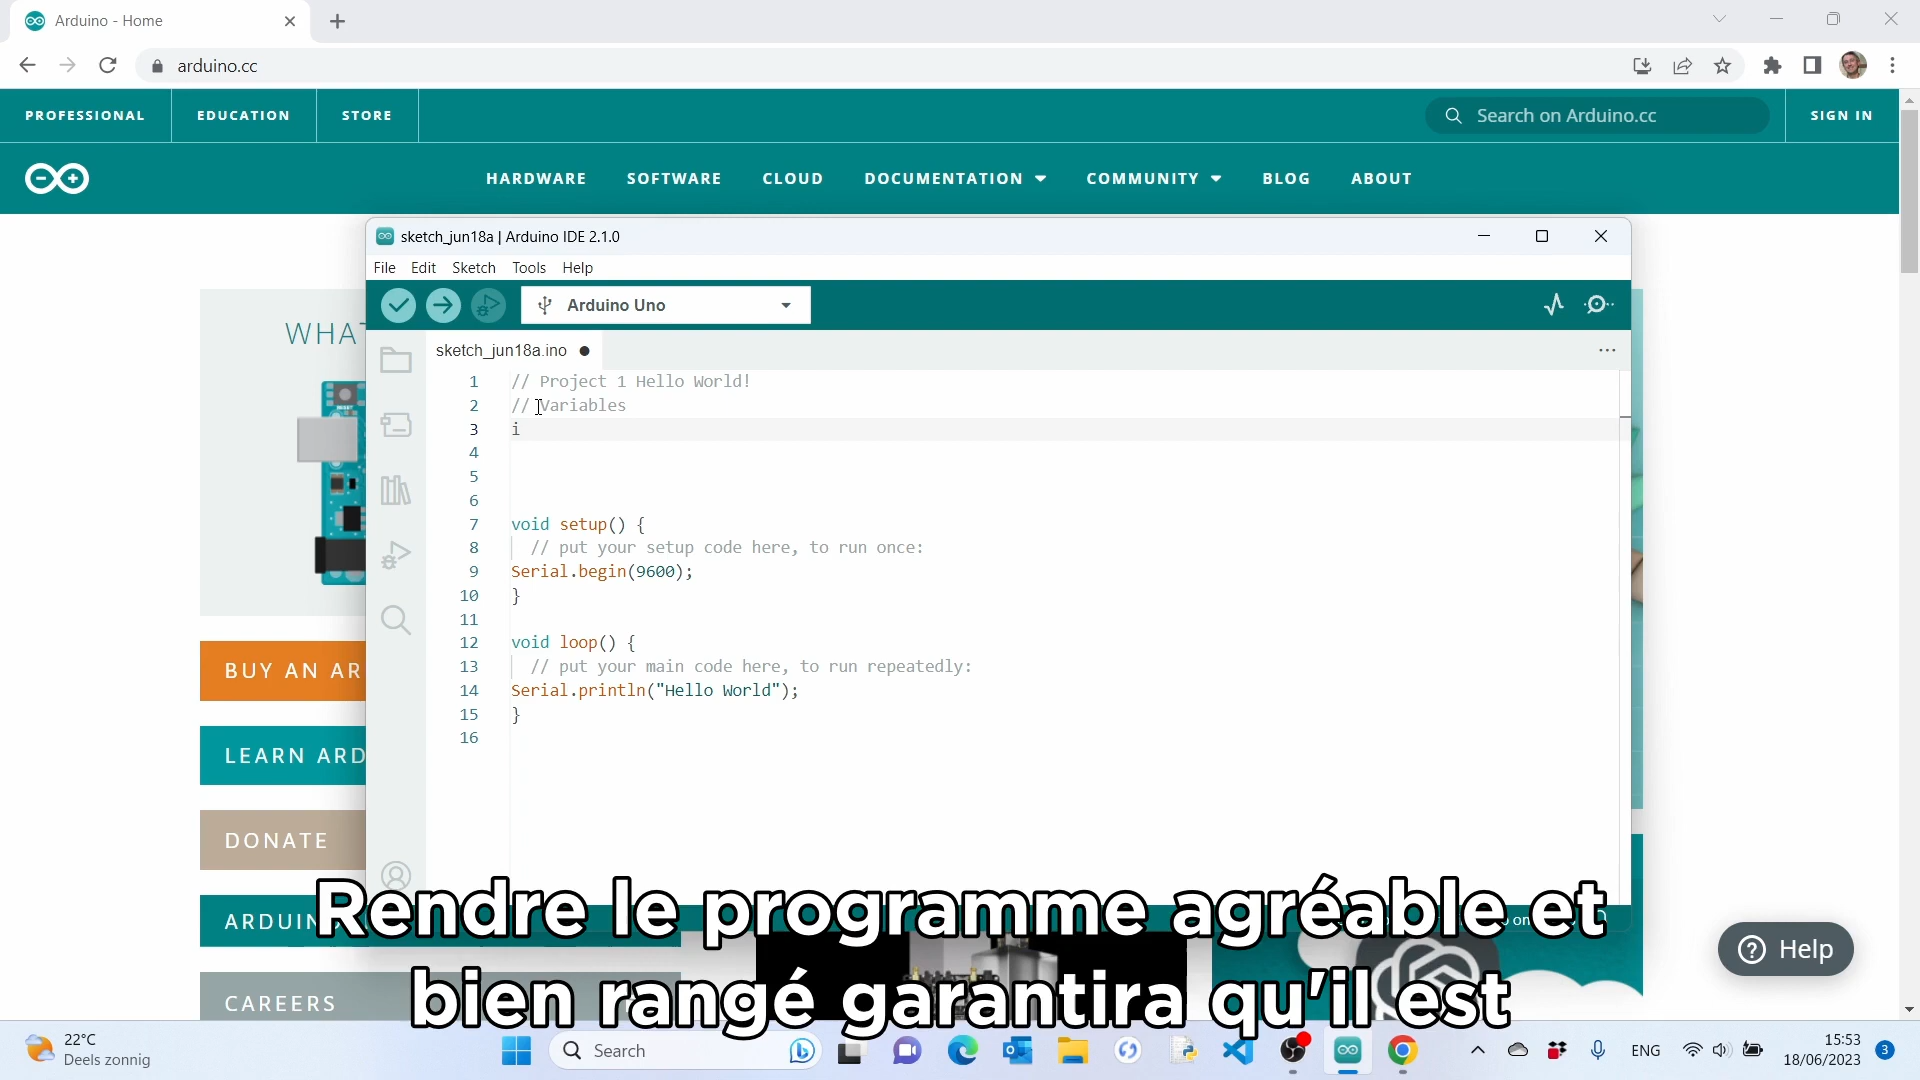 Arduino - Home
arduino.cc
PROFESSIONAL
EDUCATION
STORE
Search on Arduino.cc
SIGN IN
HARDWARE
SOFTWARE
CLOUD
DOCUMENTATION
COMMUNITY
BLOG
ABOUT
sketch_jun18a | Arduino IDE 2.1.0
File Edit Sketch Tools Help
Arduino Uno
sketch_jun18a.ino
1 // Project 1 Hello World!
2 // Variables
3 i
4
5
6
7 void setup() {
8 // put your setup code here, to run once:
9 Serial.begin(9600);
10 }
11
12 void loop() {
13 // put your main code here, to run repeatedly:
14 Serial.println("Hello World");
15 }
16
BUY AN AR
LEARN ARD
DONATE
CAREERS
Rendre le programme agréable et
bien rangé garantira qu'il est
Help
22°C
Deels zonnig
Search
ENG
15:53
18/06/2023
3